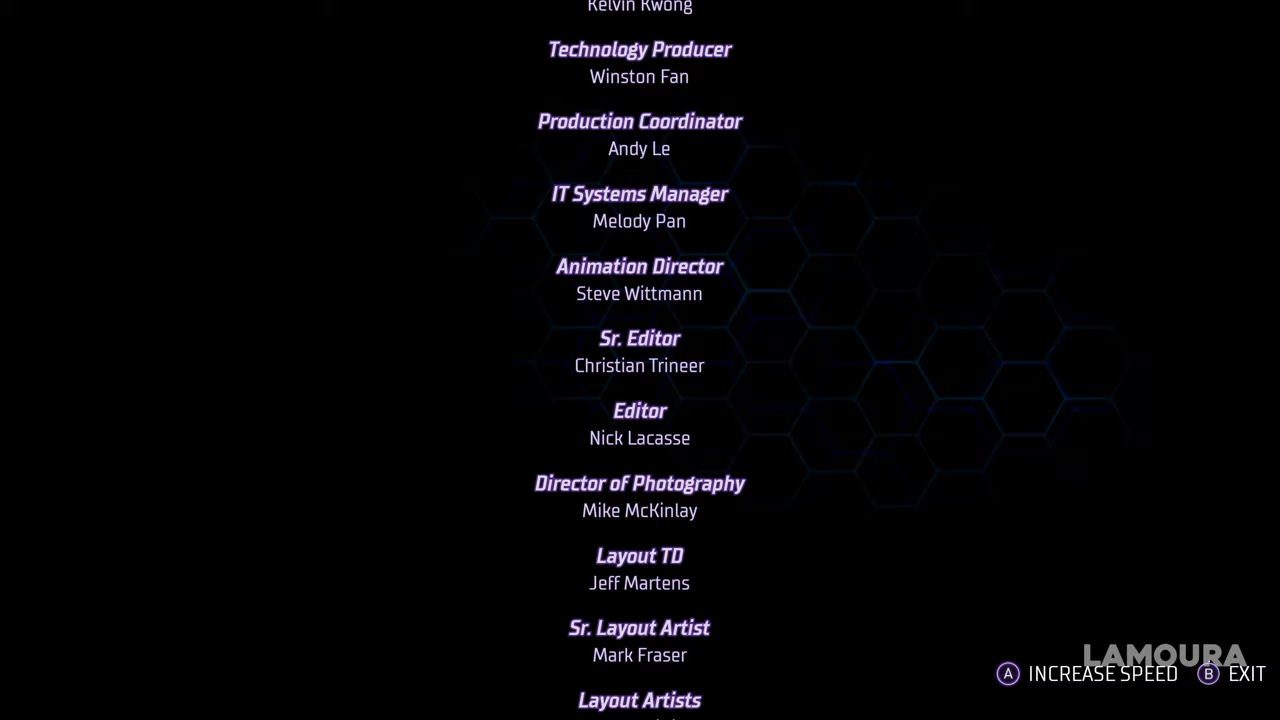 Kelvin Kwong
Technology Producer
Winston Fan
Production Coordinator
Andy Le
IT Systems Manager
Melody Pan
Animation Director
Steve Wittmann
Sr. Editor
Christian Trineer
Editor
Nick Lacasse
Director of Photography
Mike McKinlay
Layout TD
Jeff Martens
Sr. Layout Artist
Mark Fraser
LAMOURA
A INCREASE SPEED B EXIT
Layout Artists